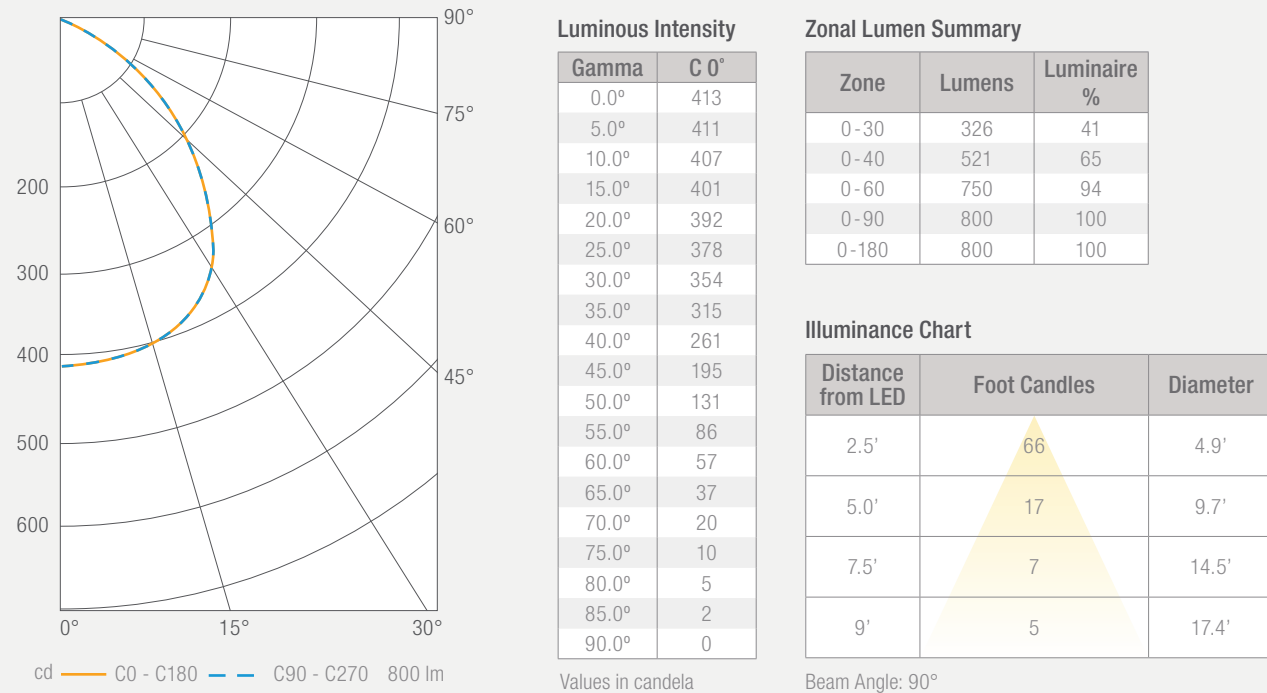 90°
75°
60°
45°
200
300
400
500
600
0°
15°
30°
cd C0 - C180 C90 - C270 800 lm
Luminous Intensity
Gamma C 0˚
0.0º 413
5.0º 411
10.0º 407
15.0º 401
20.0º 392
25.0º 378
30.0º 354
35.0º 315
40.0º 261
45.0º 195
50.0º 131
55.0º 86
60.0º 57
65.0º 37
70.0º 20
75.0º 10
80.0º 5
85.0º 2
90.0º 0
Values in candela
Zonal Lumen Summary
Zone Lumens Luminaire
%
0-30 326 41
0-40 521 65
0-60 750 94
0-90 800 100
0-180 800 100
Illuminance Chart
Distance
from LED Foot Candles Diameter
2.5’ 66 4.9’
5.0’ 17 9.7’
7.5’ 7 14.5’
9’ 5 17.4’
Beam Angle: 90°